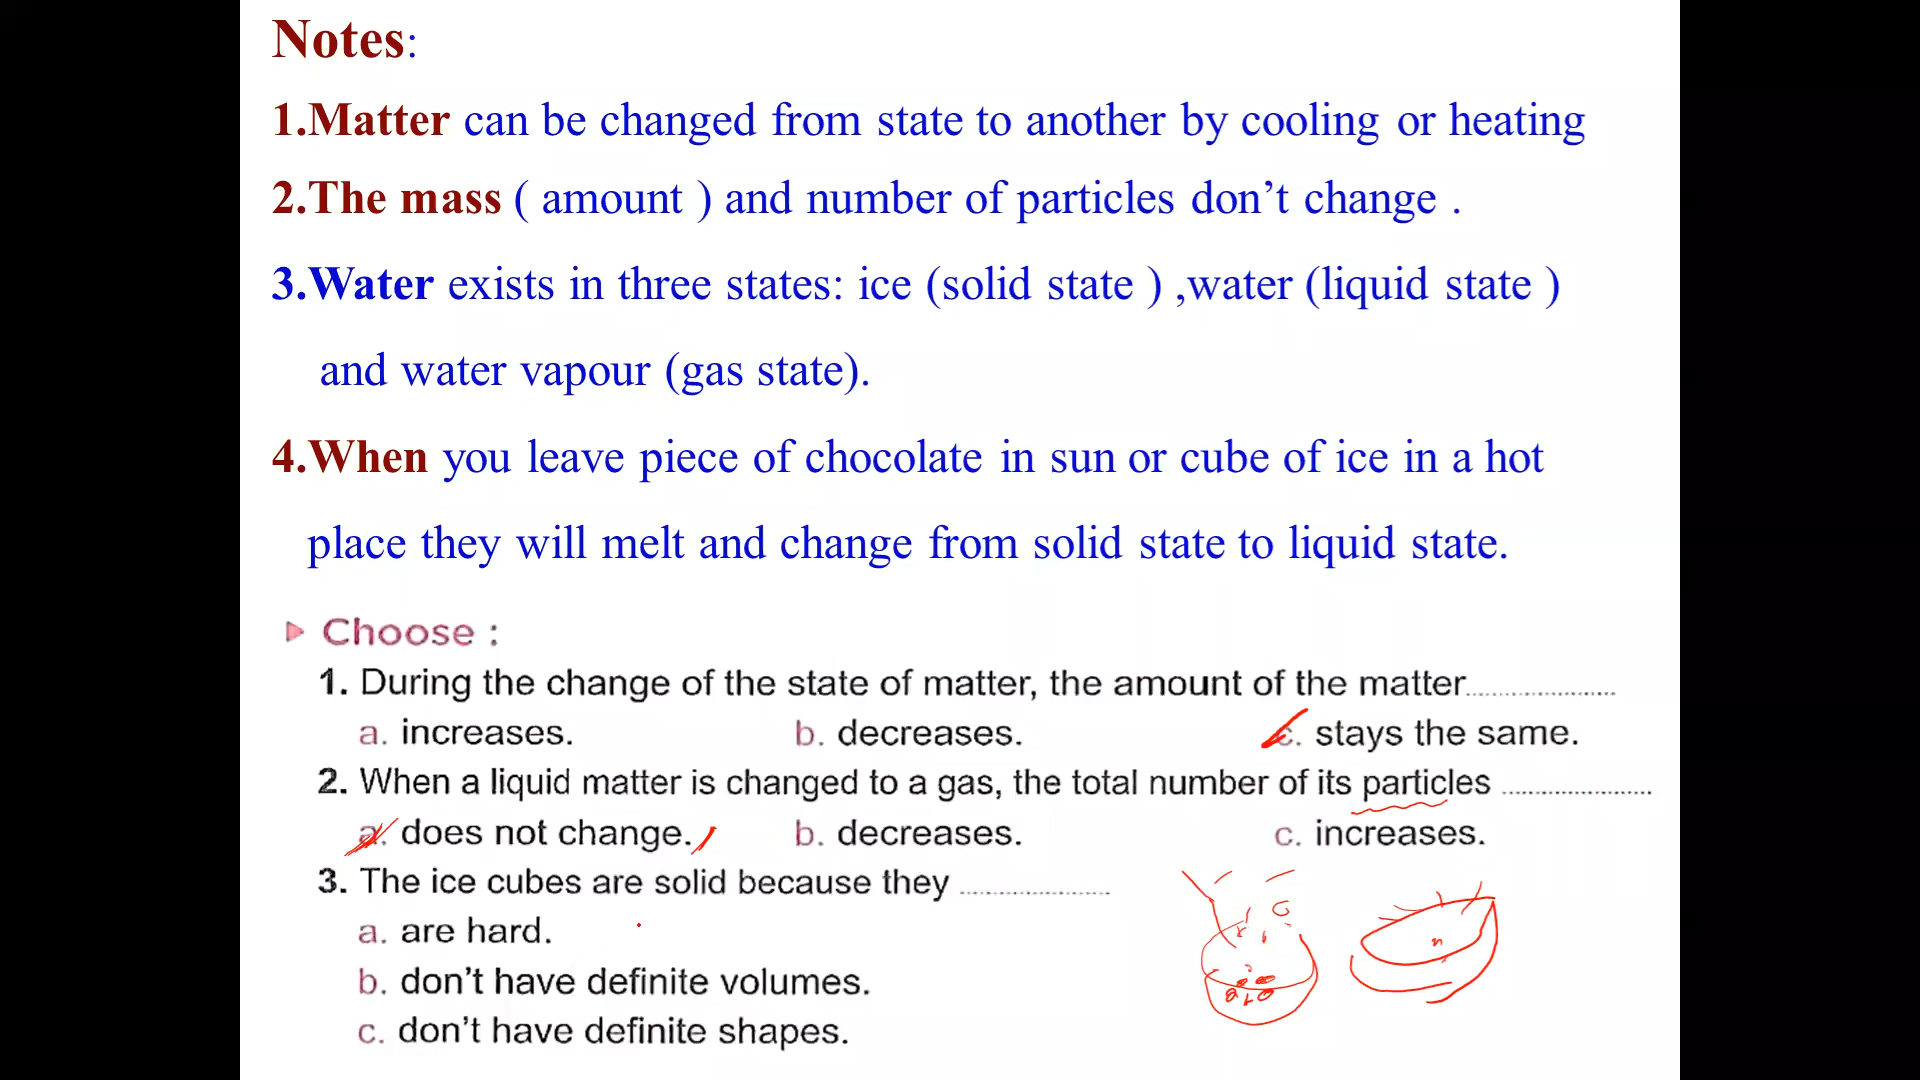 Notes:
1.Matter can be changed from state to another by cooling or heating
2.The mass ( amount ) and number of particles don’t change .
3.Water exists in three states: ice (solid state ) ,water (liquid state )
and water vapour (gas state).
4.When you leave piece of chocolate in sun or cube of ice in a hot
place they will melt and change from solid state to liquid state.
Choose :
1. During the change of the state of matter, the amount of the matter....................
a. increases. b. decreases. c. stays the same.
2. When a liquid matter is changed to a gas, the total number of its particles ....................
a. does not change. b. decreases. c. increases.
3. The ice cubes are solid because they ....................
a. are hard.
b. don’t have definite volumes.
c. don’t have definite shapes.